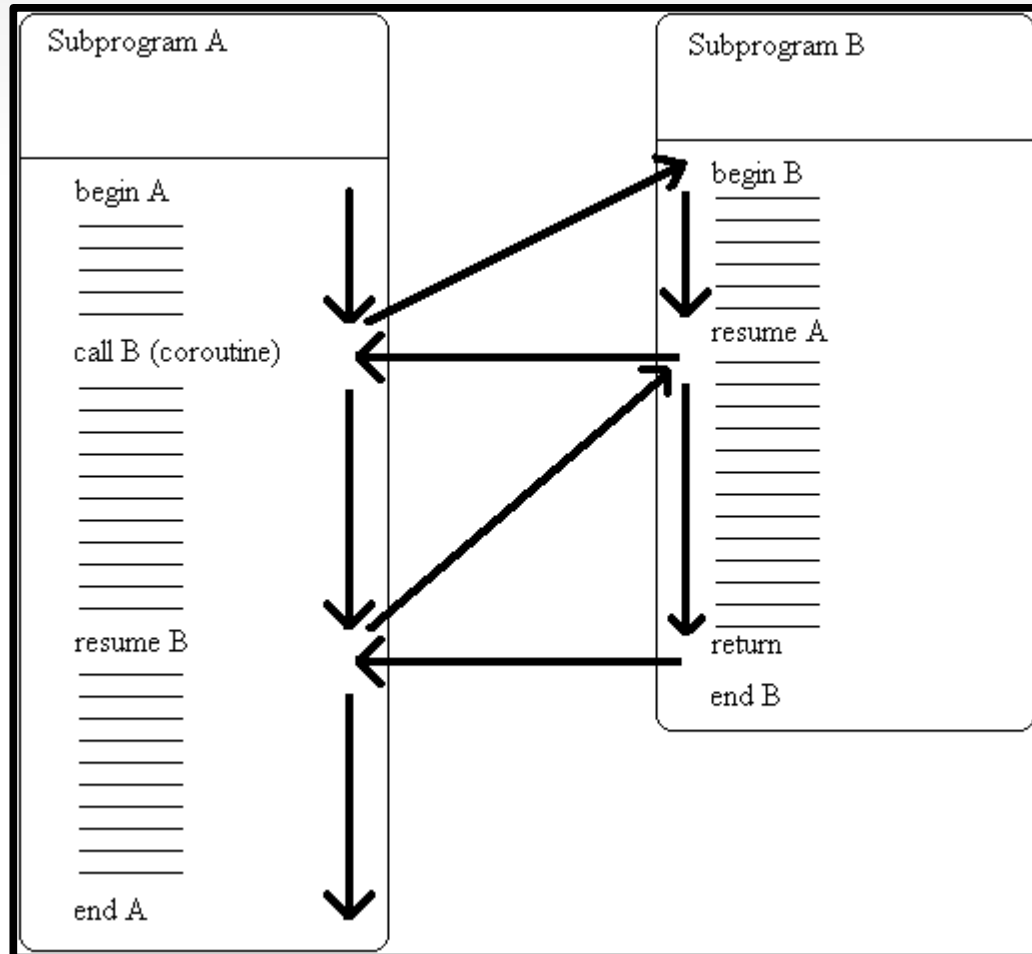 Subprogram A
begin A
call B (coroutine)
resume B
end A
Subprogram B
begin B
resume A
return
end B